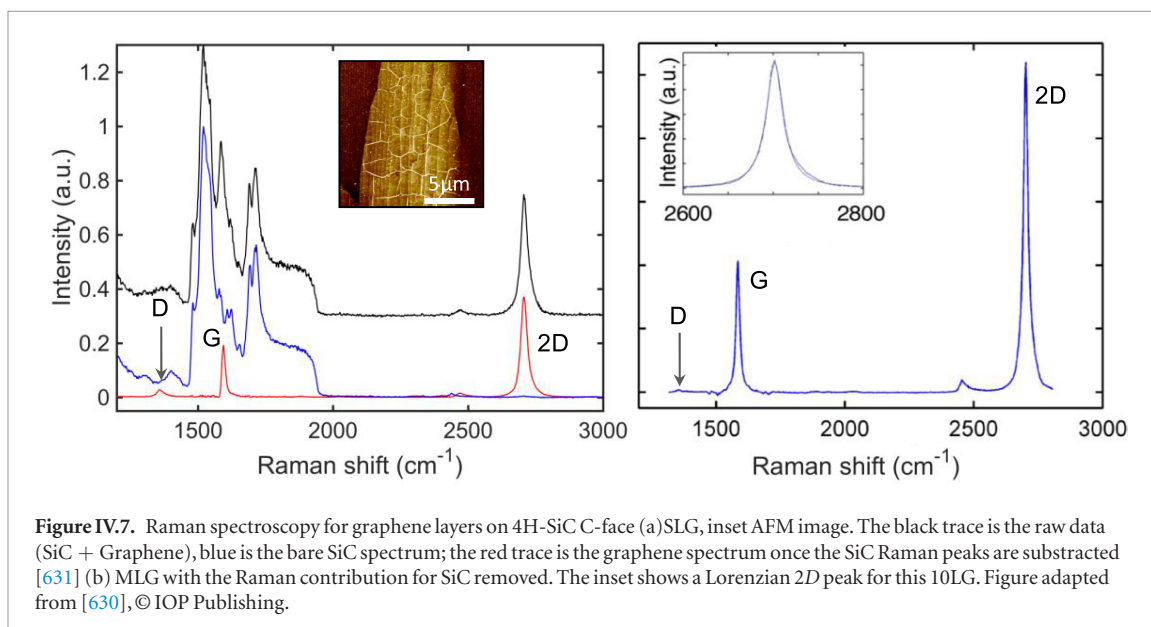 1.2
1
0.8
0.6
0.4
0.2
0
Intensity (a.u.)
5μm
D
G
2D
1500 2000 2500 3000
Raman shift (cm⁻¹)
Intensity (a.u.)
2600 2800
2D
G
D
1500 2000 2500 3000
Raman shift (cm⁻¹)
Figure IV.7. Raman spectroscopy for graphene layers on 4H-SiC C-face (a)SLG, inset AFM image. The black trace is the raw data
(SiC + Graphene), blue is the bare SiC spectrum; the red trace is the graphene spectrum once the SiC Raman peaks are substracted
[631] (b) MLG with the Raman contribution for SiC removed. The inset shows a Lorenzian 2D peak for this 10LG. Figure adapted
from [630], © IOP Publishing.